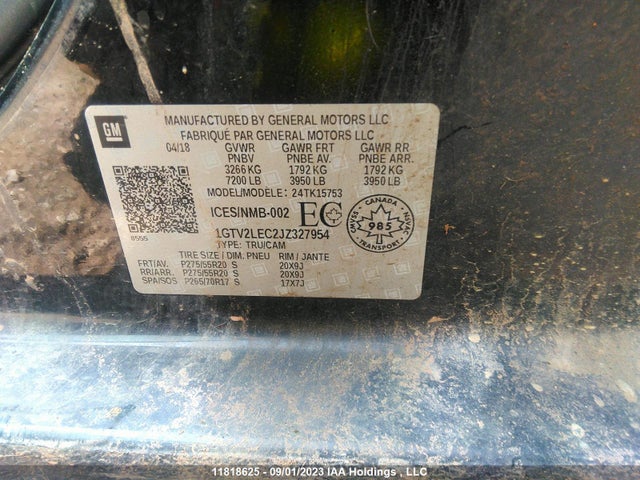 GM
MANUFACTURED BY GENERAL MOTORS LLC
FABRIQUÉ PAR GENERAL MOTORS LLC
04/18 GVWR GAWR FRT GAWR RR
PNBV PNBE AV. PNBE ARR.
3266 KG 1792 KG 1792 KG
7200 LB 3950 LB 3950 LB
MODEL/MODÈLE: 24TK15753
ICES/NMB-002 EC CANADA 985
8555 1GTV2LEC2JZ327954
TYPE: TRU/CAM
TIRE SIZE / DIM. PNEU RIM / JANTE
FRT/AV. P275/55R20 S 20X9J
RR/ARR. P275/55R20 S 20X9J
SPA/SOS P265/70R17 S 17X7J
11818625 - 09/01/2023 IAA Holdings , LLC